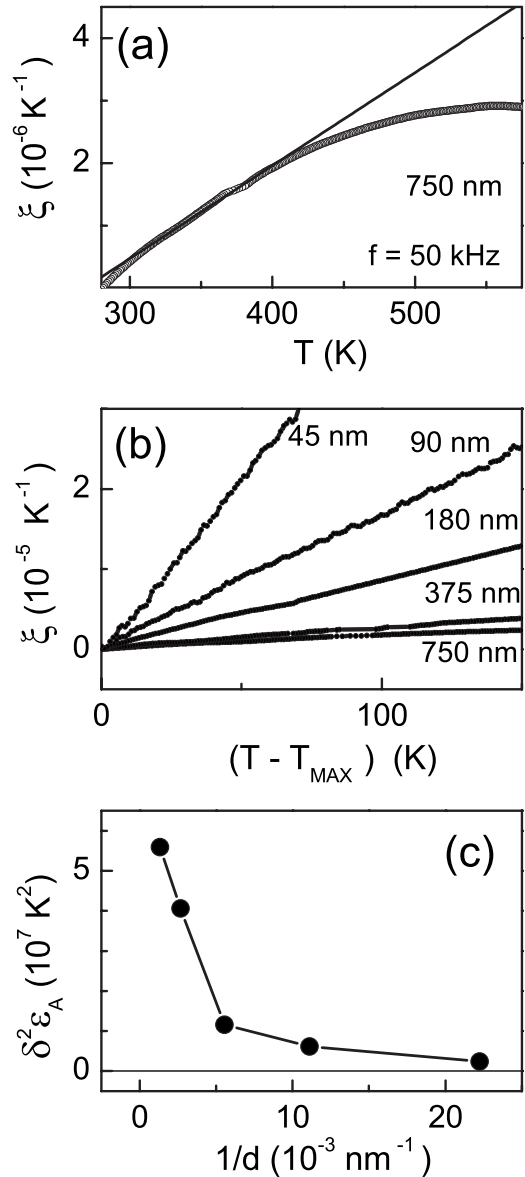 4
(a)
2
ξ (10⁻⁶ K⁻¹)
750 nm
f = 50 kHz
300 400 500
T (K)
(b)
45 nm
90 nm
2
180 nm
375 nm
0
750 nm
ξ (10⁻⁵ K⁻¹)
0 100
(T - T_MAX) (K)
(c)
5
0
δ²ε_A (10⁷ K²)
0 10 20
1/d (10⁻³ nm⁻¹)